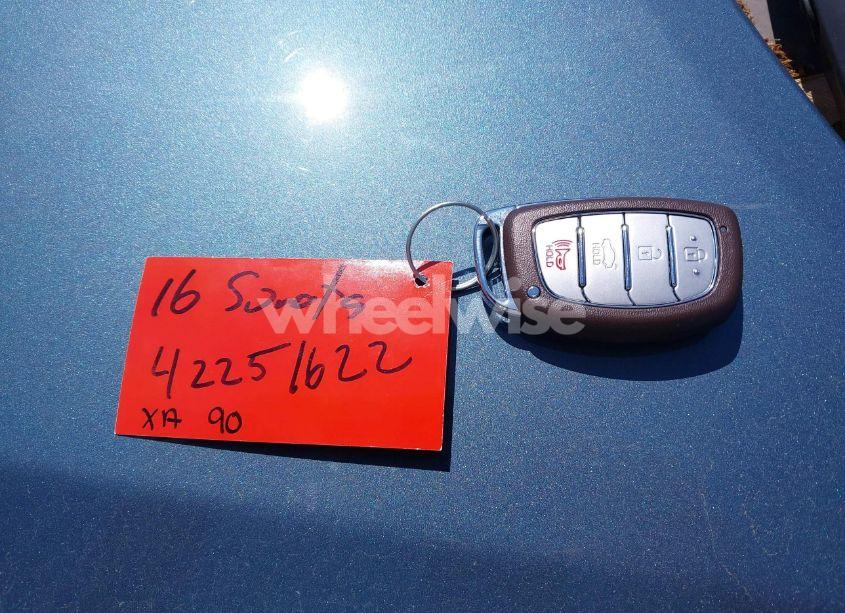 16 Sonata
42251622
XA 90
wheelwise
HOLD
HOLD